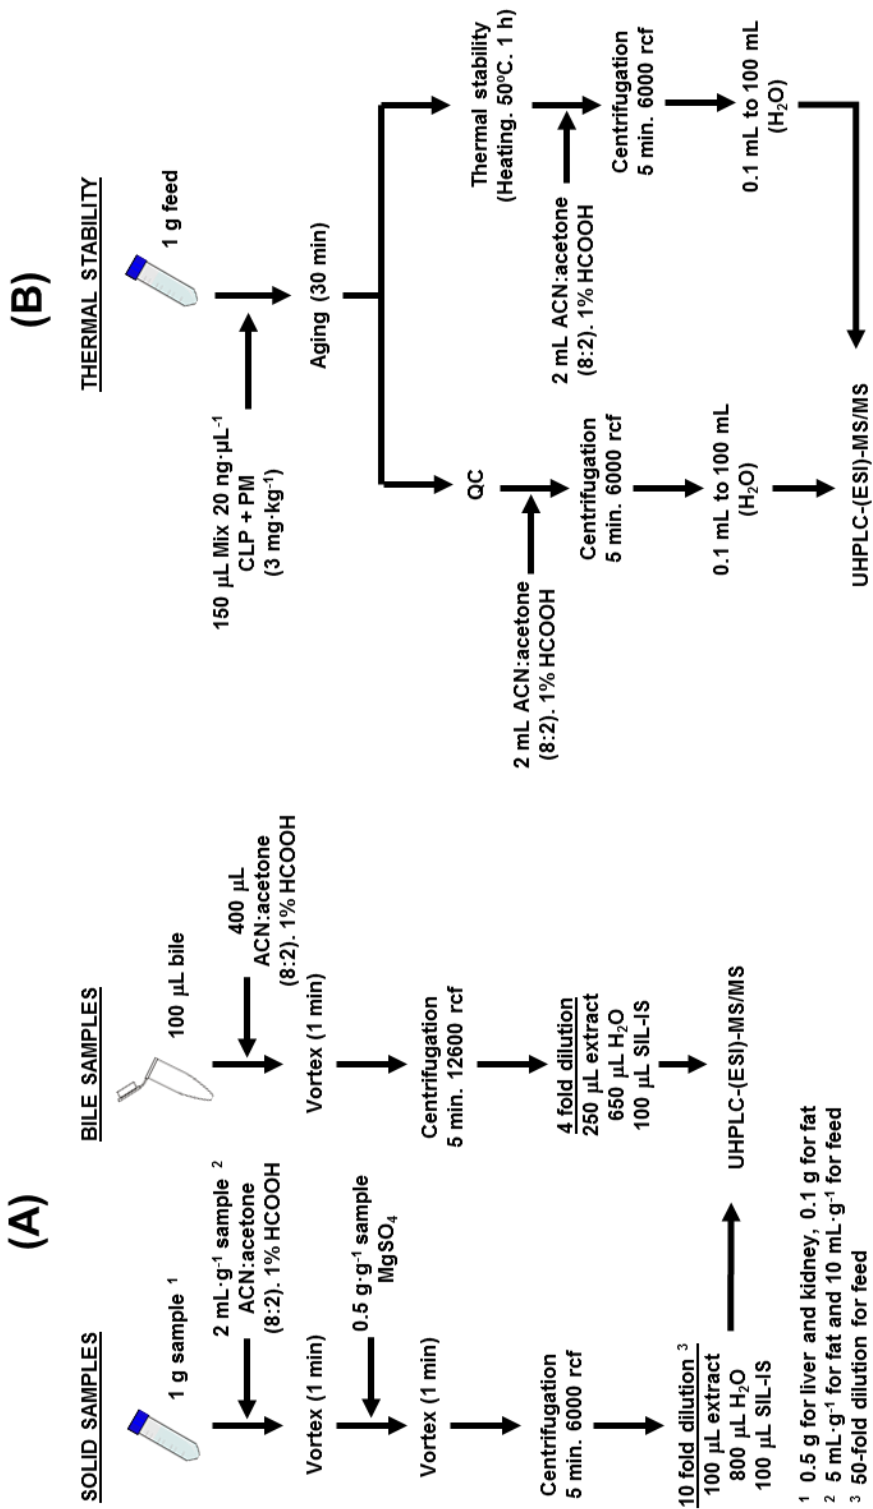 (A)
SOLID SAMPLES
1 g sample ¹
2 mL·g⁻¹ sample ²
ACN:acetone
(8:2). 1% HCOOH
Vortex (1 min)
0.5 g·g⁻¹ sample
MgSO₄
Vortex (1 min)
Centrifugation
5 min. 6000 rcf
10 fold dilution ³
100 µL extract
800 µL H₂O
100 µL SIL-IS
BILE SAMPLES
100 µL bile
400 µL
ACN:acetone
(8:2). 1% HCOOH
Vortex (1 min)
Centrifugation
5 min. 12600 rcf
4 fold dilution
250 µL extract
650 µL H₂O
100 µL SIL-IS
UHPLC-(ESI)-MS/MS
¹ 0.5 g for liver and kidney, 0.1 g for fat
² 5 mL·g⁻¹ for fat and 10 mL·g⁻¹ for feed
³ 50-fold dilution for feed
(B)
THERMAL STABILITY
1 g feed
150 µL Mix 20 ng·µL⁻¹
CLP + PM
(3 mg·kg⁻¹)
Aging (30 min)
QC
2 mL ACN:acetone
(8:2). 1% HCOOH
Centrifugation
5 min. 6000 rcf
0.1 mL to 100 mL
(H₂O)
Thermal stability
(Heating. 50ºC. 1 h)
2 mL ACN:acetone
(8:2). 1% HCOOH
Centrifugation
5 min. 6000 rcf
0.1 mL to 100 mL
(H₂O)
UHPLC-(ESI)-MS/MS